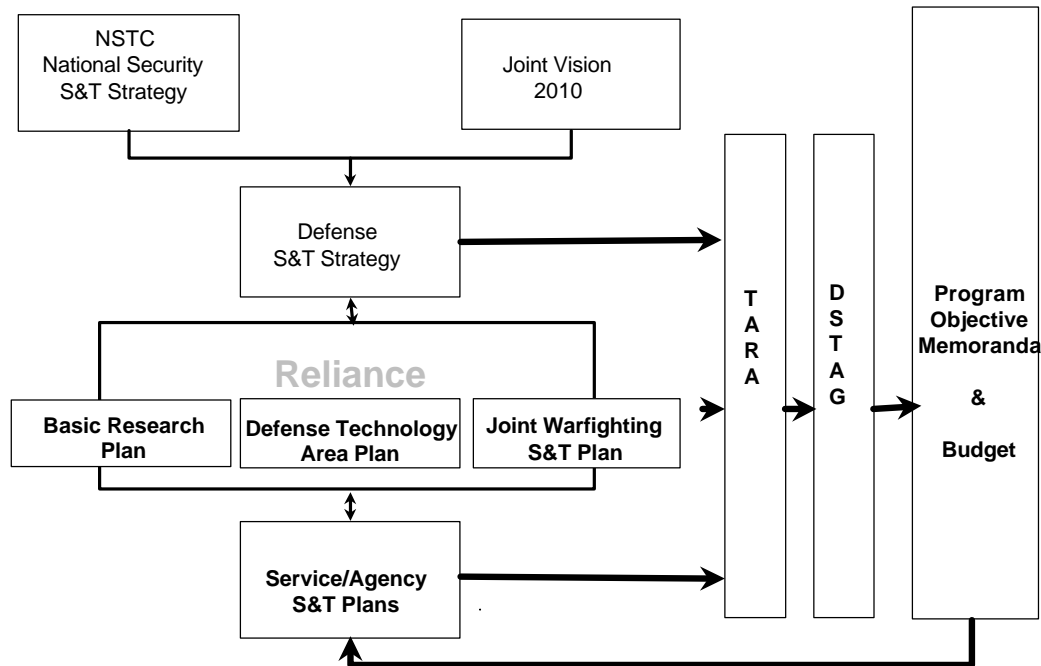 NSTC
National Security
S&T Strategy
Joint Vision
2010
Defense
S&T Strategy
Reliance
Basic Research
Plan
Defense Technology
Area Plan
Joint Warfighting
S&T Plan
Service/Agency
S&T Plans
T
A
R
A
D
S
T
A
G
Program
Objective
Memoranda
&
Budget